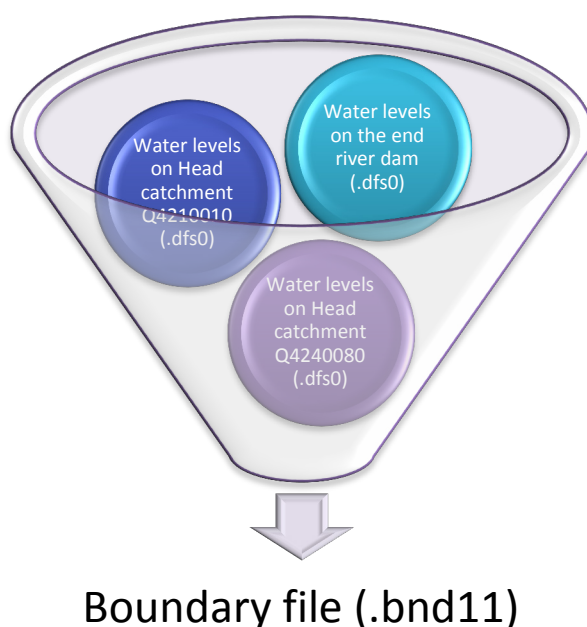 Water levels
on Head
catchment
Q4210010
(.dfs0)
Water levels
on the end
river dam
(.dfs0)
Water levels
on Head
catchment
Q4240080
(.dfs0)
Boundary file (.bnd11)